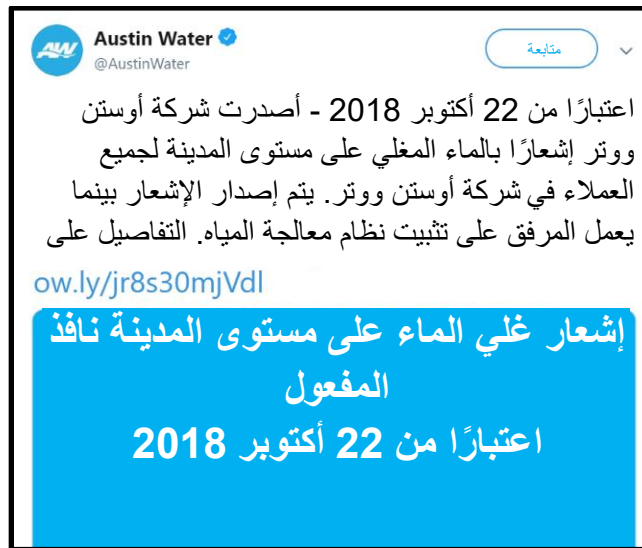 Austin Water
@AustinWater
متابعة
اعتبارًا من 22 أكتوبر 2018 - أصدرت شركة أوستن
ووتر إشعارًا بالماء المغلي على مستوى المدينة لجميع
العملاء في شركة أوستن ووتر. يتم إصدار الإشعار بينما
يعمل المرفق على تثبيت نظام معالجة المياه. التفاصيل على
ow.ly/jr8s30mjVdl
إشعار غلي الماء على مستوى المدينة نافذ
المفعول
اعتبارًا من 22 أكتوبر 2018